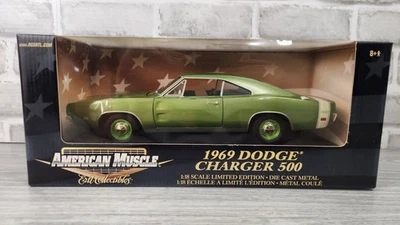 8+
AMERICAN MUSCLE
Ertl Collectibles
1969 DODGE
CHARGER 500
1:18 SCALE LIMITED EDITION - DIE CAST METAL
1:18 ÉCHELLE A LIMITÉ L'ÉDITION - MÉTAL COULÉ